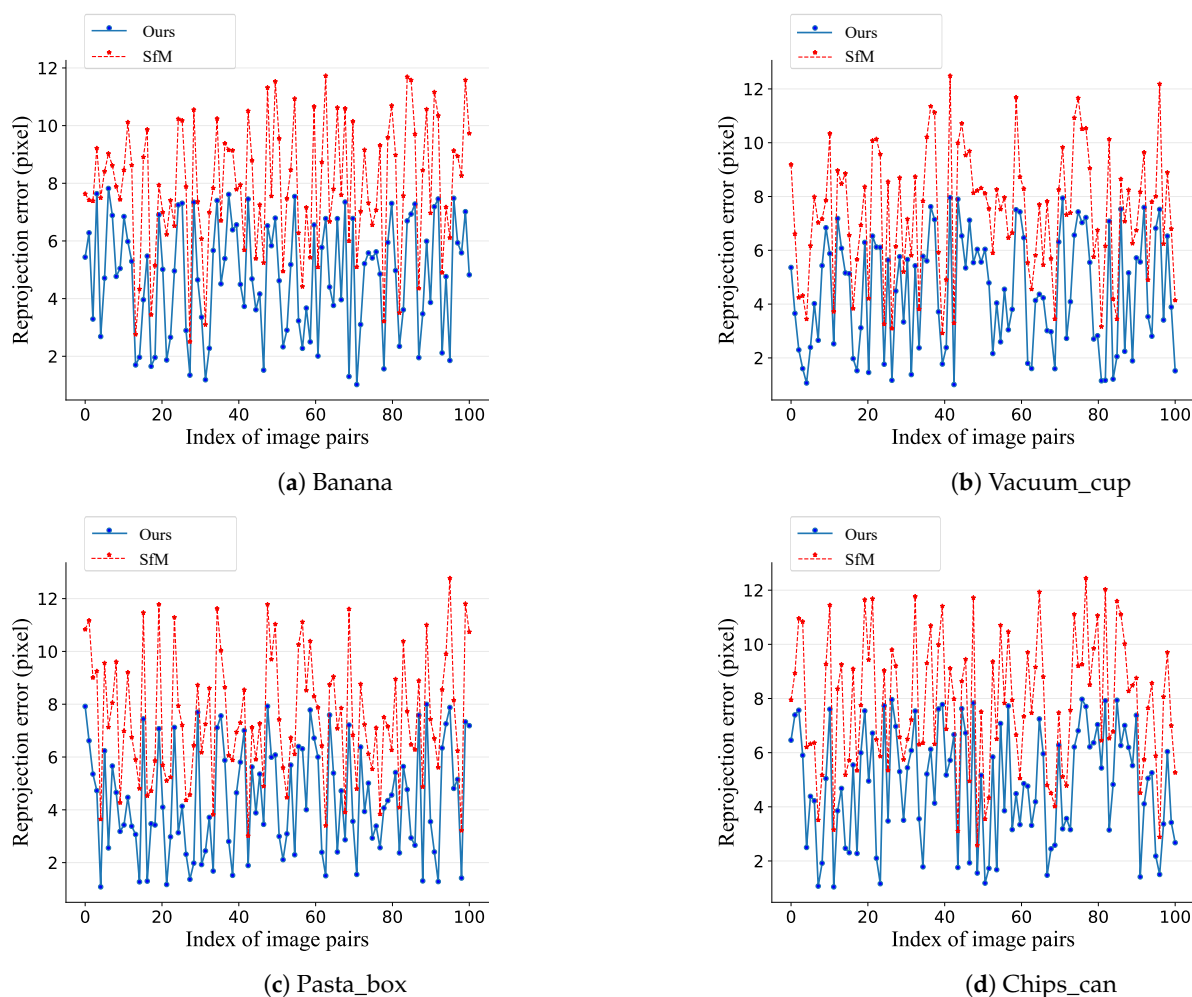 Ours
SfM
12
10
8
6
4
2
0 20 40 60 80 100
Reprojection error (pixel)
Index of image pairs
(a) Banana
Ours
SfM
12
10
8
6
4
2
0 20 40 60 80 100
Reprojection error (pixel)
Index of image pairs
(b) Vacuum_cup
Ours
SfM
12
10
8
6
4
2
0 20 40 60 80 100
Reprojection error (pixel)
Index of image pairs
(c) Pasta_box
Ours
SfM
12
10
8
6
4
2
0 20 40 60 80 100
Reprojection error (pixel)
Index of image pairs
(d) Chips_can